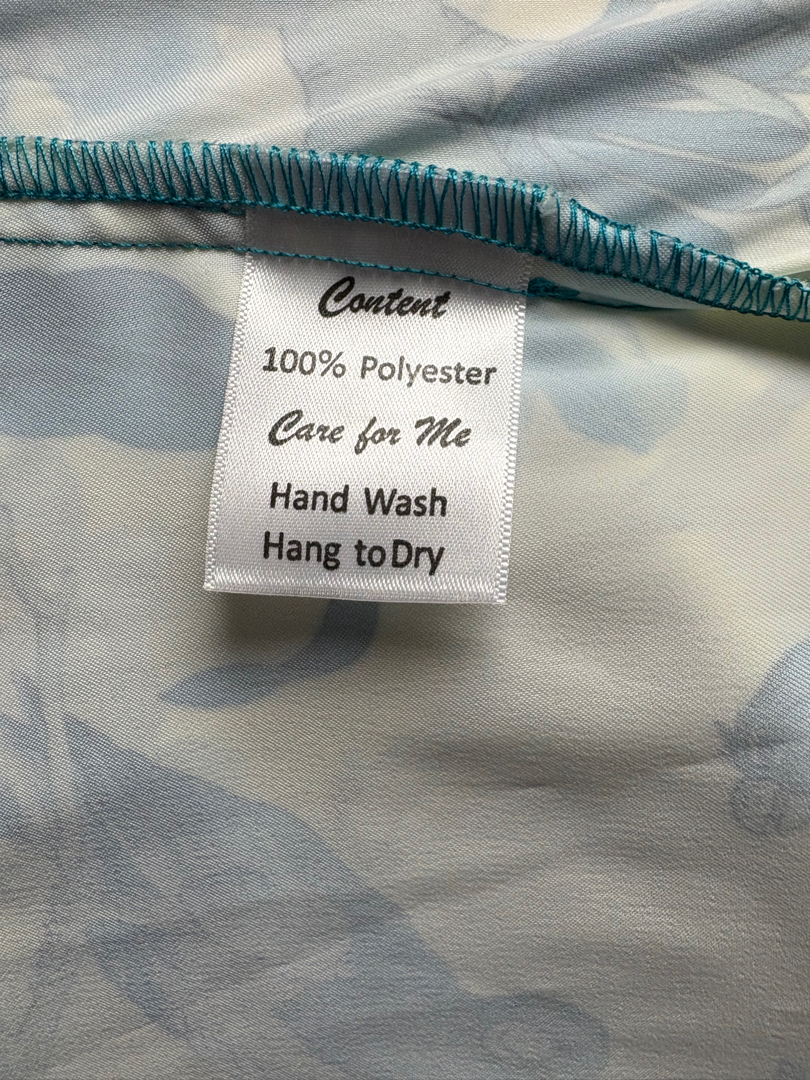 Content
100% Polyester
Care for Me
Hand Wash
Hang to Dry